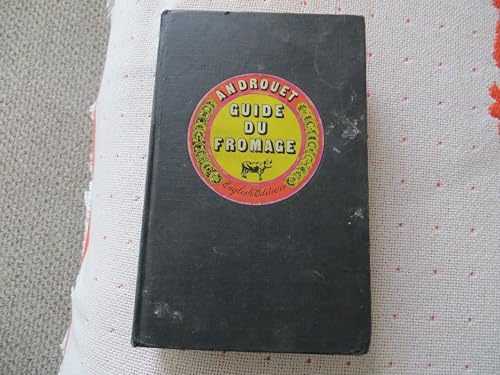 ANDROUET
GUIDE
DU
FROMAGE
English Edition